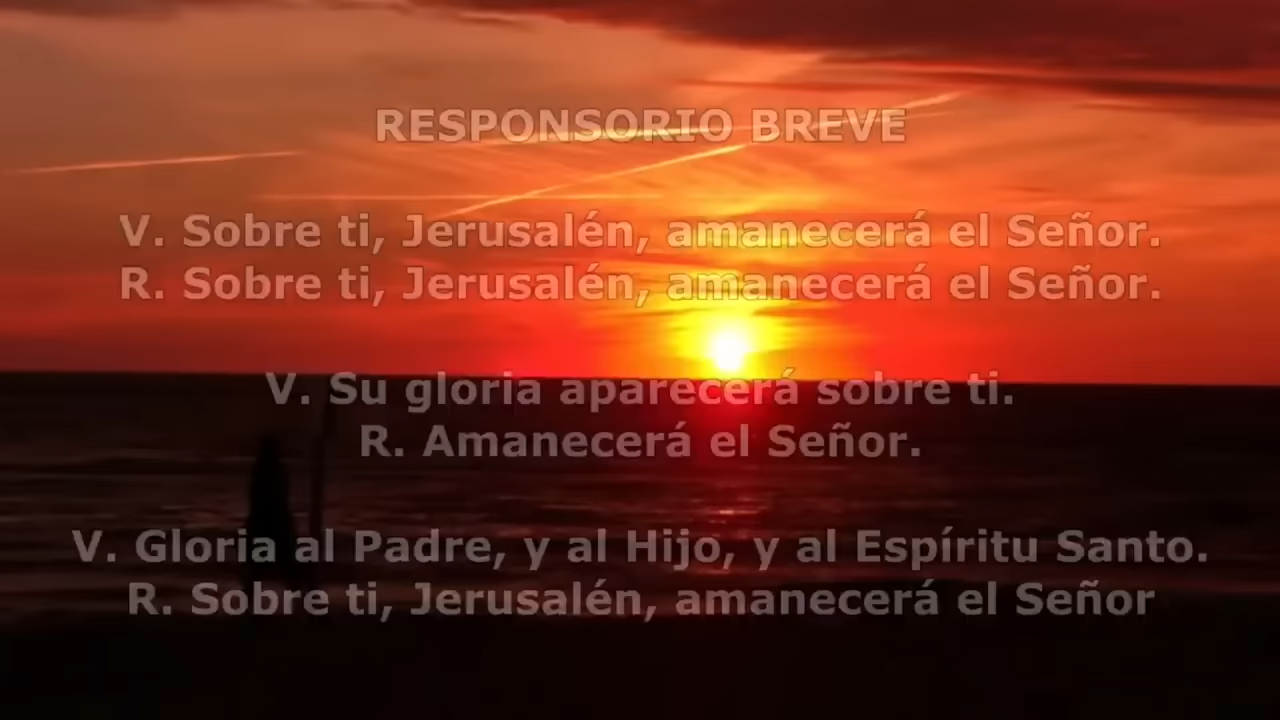 RESPONSORIO BREVE
V. Sobre ti, Jerusalén, amanecerá el Señor.
R. Sobre ti, Jerusalén, amanecerá el Señor.
V. Su gloria aparecerá sobre ti.
R. Amanecerá el Señor.
V. Gloria al Padre, y al Hijo, y al Espíritu Santo.
R. Sobre ti, Jerusalén, amanecerá el Señor